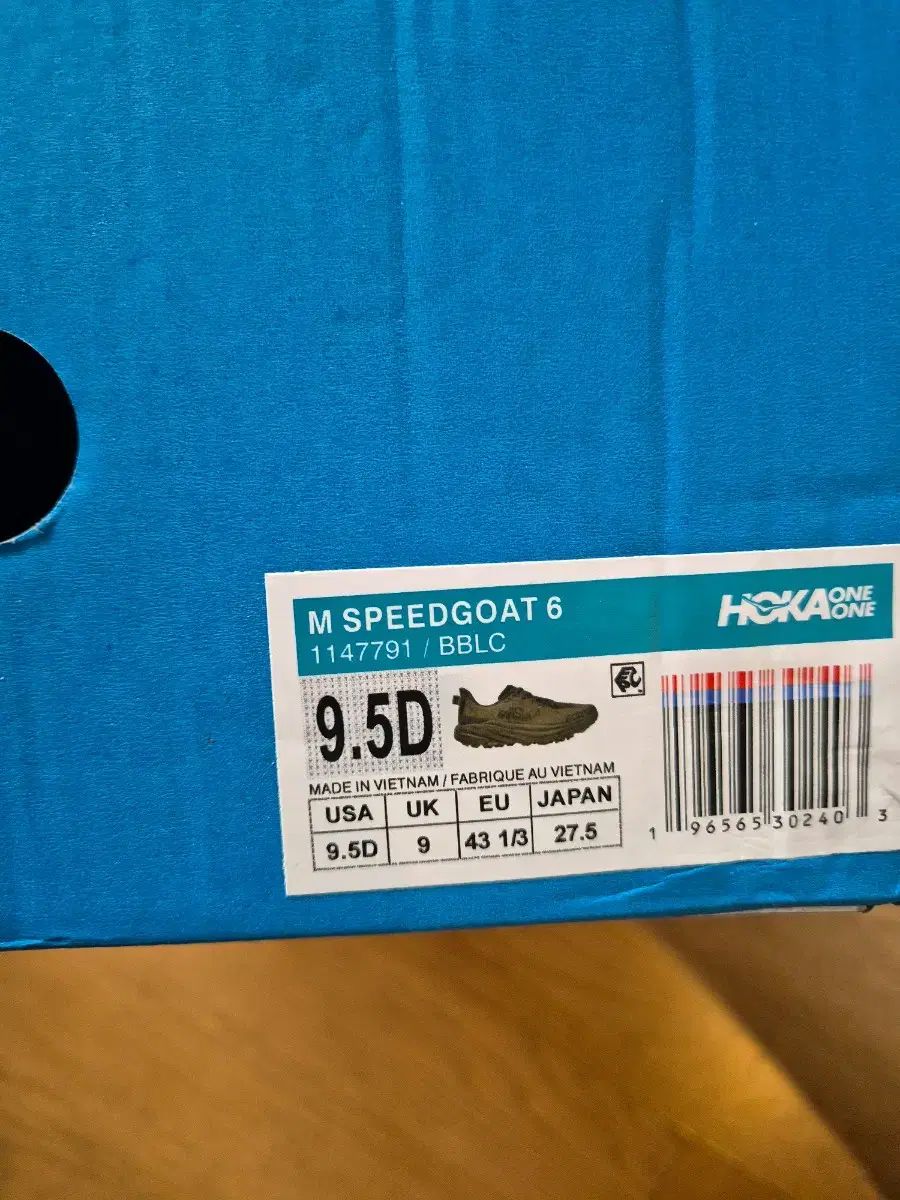 M SPEEDGOAT 6
1147791 / BBLC
HOKA ONE ONE
9.5D
MADE IN VIETNAM / FABRIQUE AU VIETNAM
USA UK EU JAPAN
9.5D 9 43 1/3 27.5
1 96565 30240 3